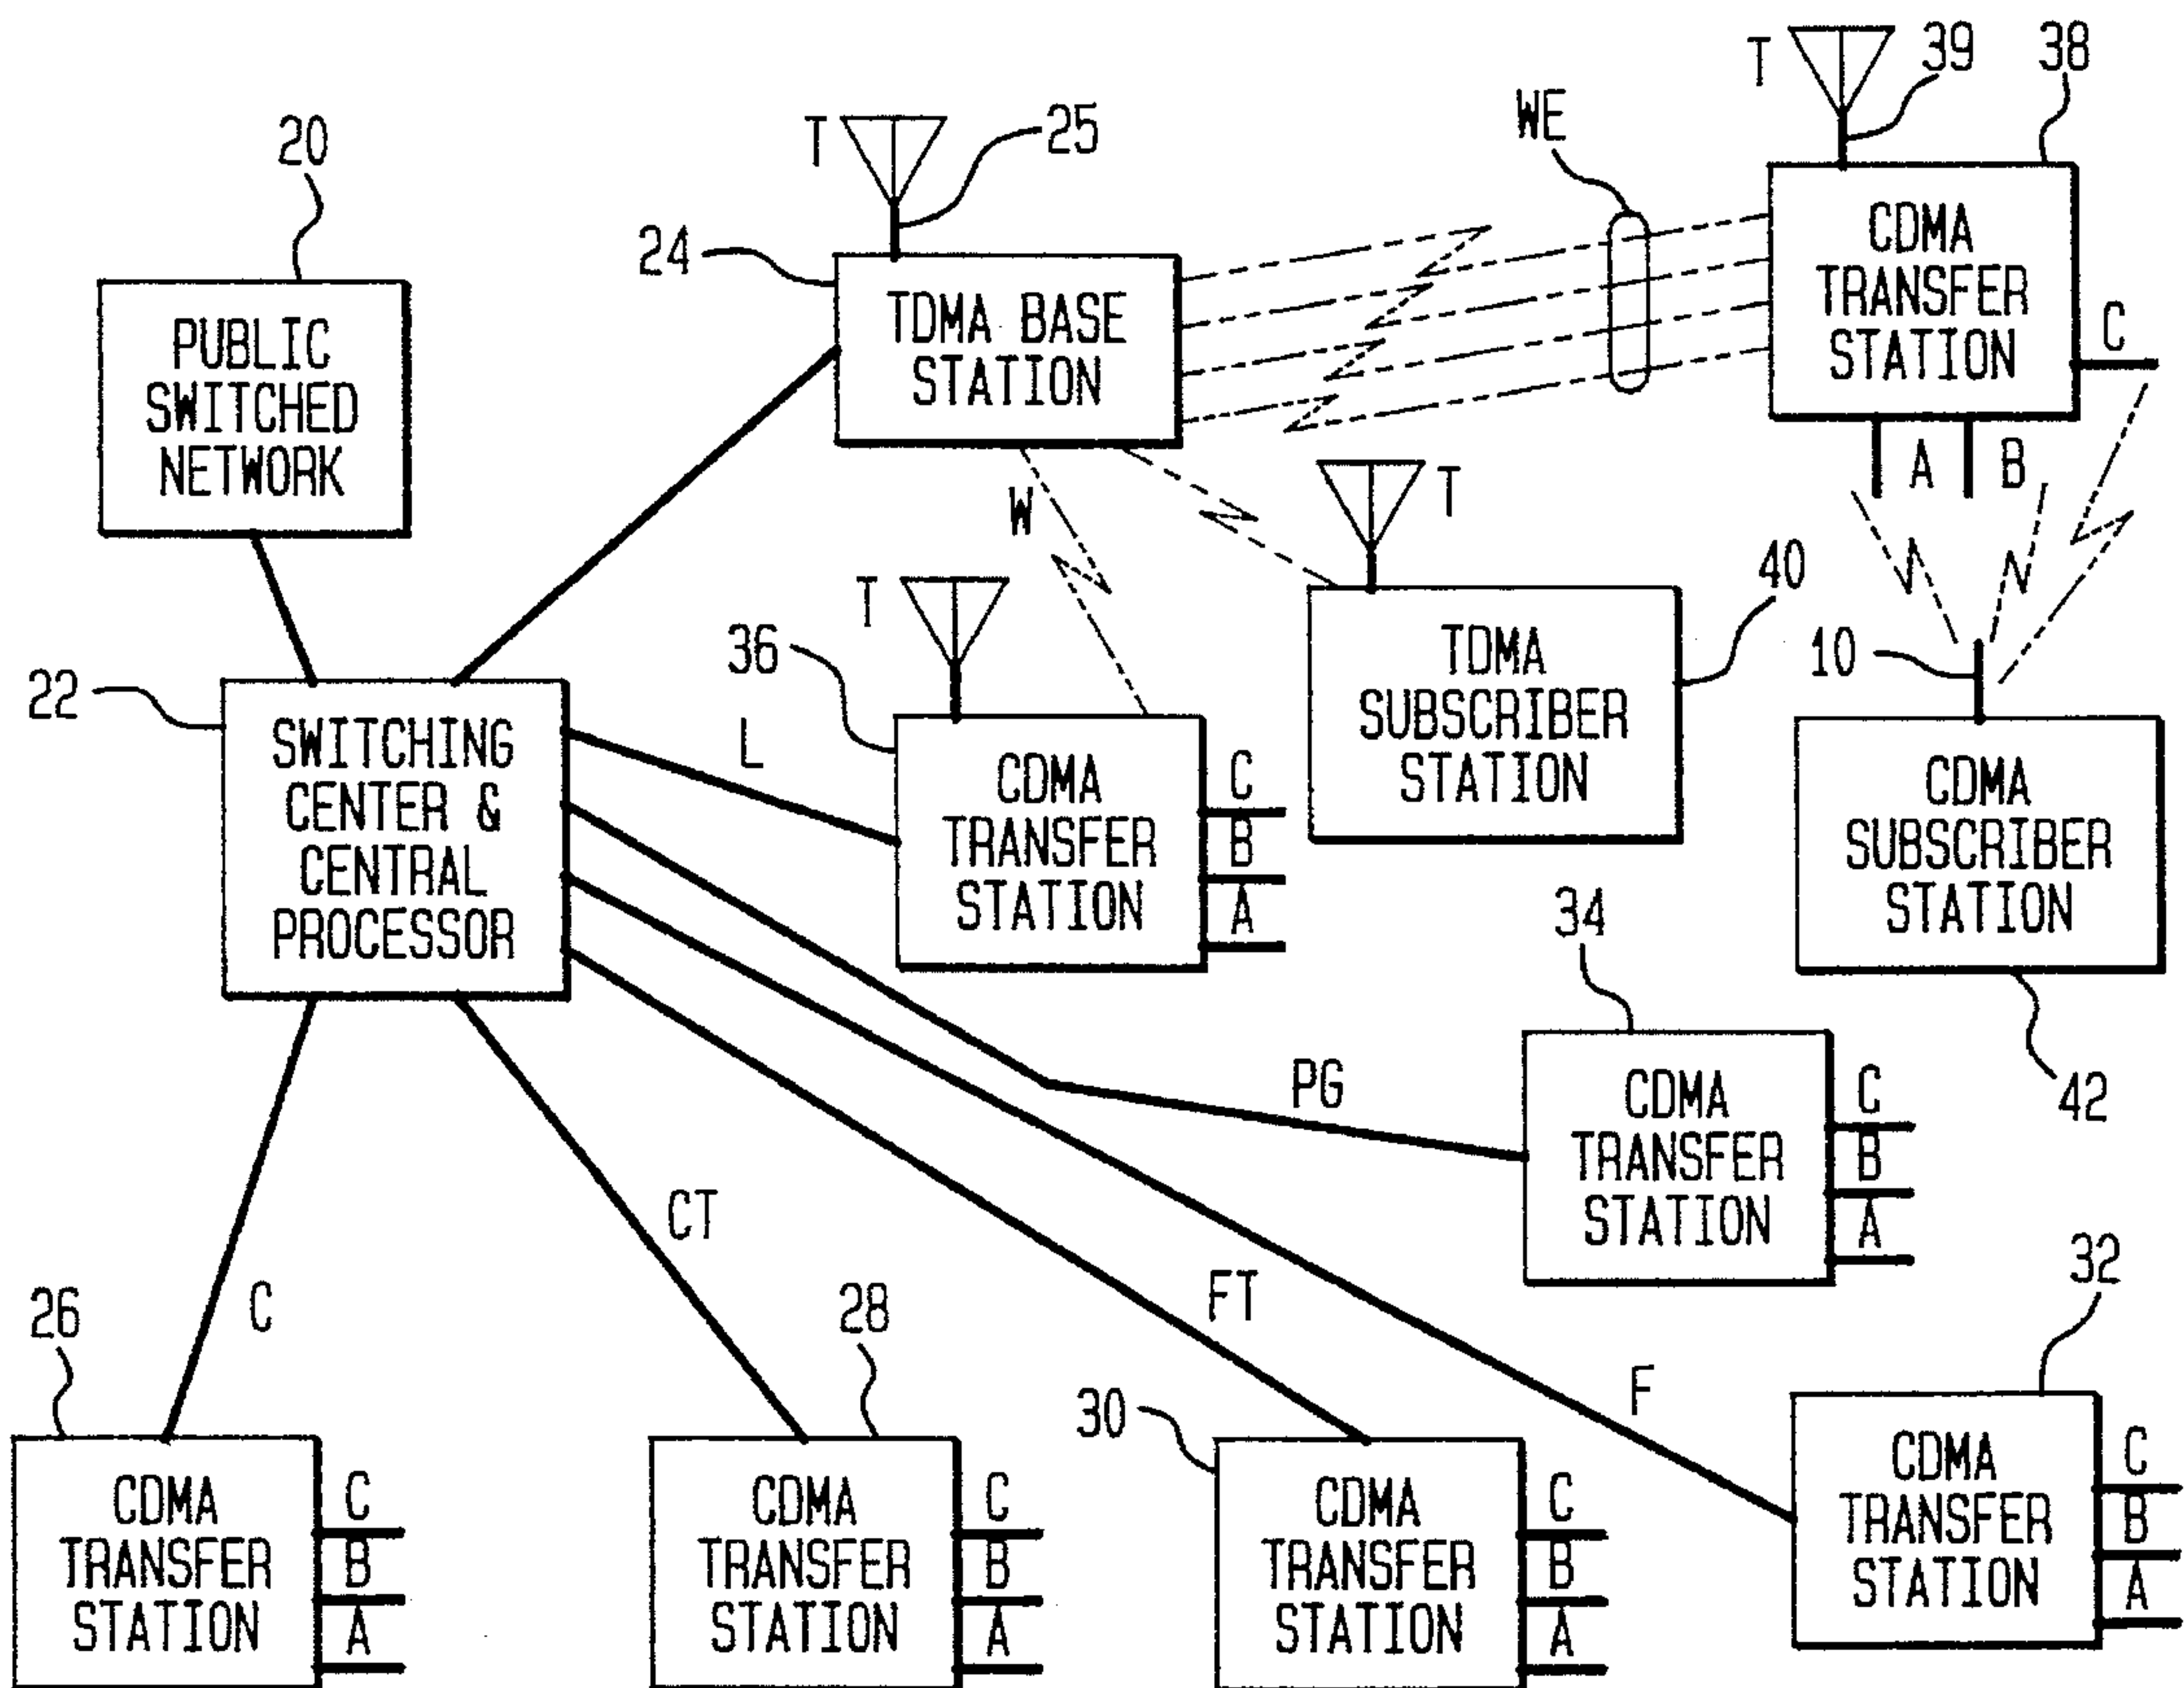 T
39
38
WE
20
T
25
24
TDMA BASE
STATION
CDMA
TRANSFER
STATION
C
A
B
PUBLIC
SWITCHED
NETWORK
W
T
40
T
36
TDMA
SUBSCRIBER
STATION
10
22
SWITCHING
CENTER &
CENTRAL
PROCESSOR
L
CDMA
TRANSFER
STATION
C
B
A
CDMA
SUBSCRIBER
STATION
42
34
PG
CDMA
TRANSFER
STATION
C
B
A
CT
C
FT
F
32
26
28
30
CDMA
TRANSFER
STATION
C
B
A
CDMA
TRANSFER
STATION
C
B
A
CDMA
TRANSFER
STATION
C
B
A
CDMA
TRANSFER
STATION
C
B
A